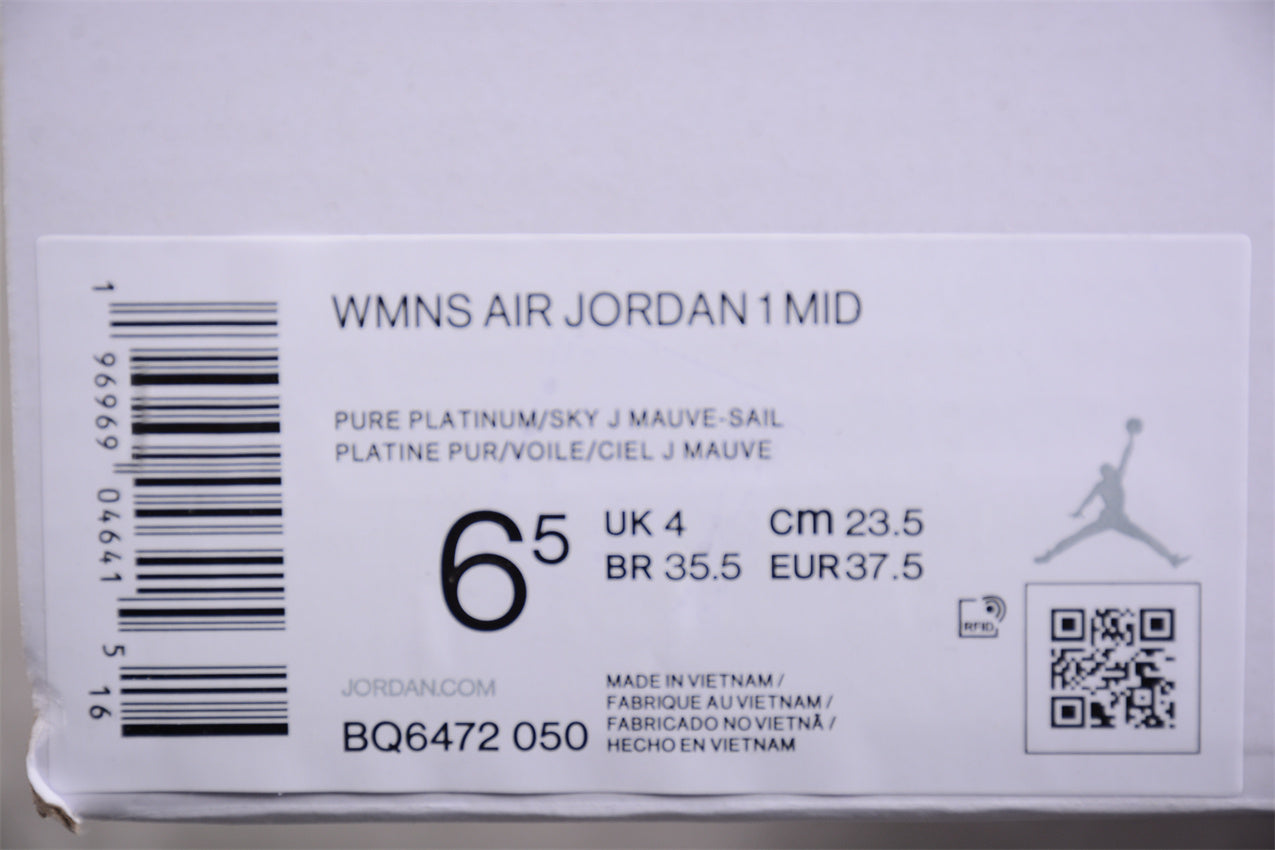 WMNS AIR JORDAN 1 MID
PURE PLATINUM/SKY J MAUVE-SAIL
PLATINE PUR/VOILE/CIEL J MAUVE
6 5
UK 4 cm 23.5
BR 35.5 EUR 37.5
RFID
JORDAN.COM
BQ6472 050
MADE IN VIETNAM /
FABRIQUE AU VIETNAM /
FABRICADO NO VIETNÃ /
HECHO EN VIETNAM
1 96969 04641 5 16